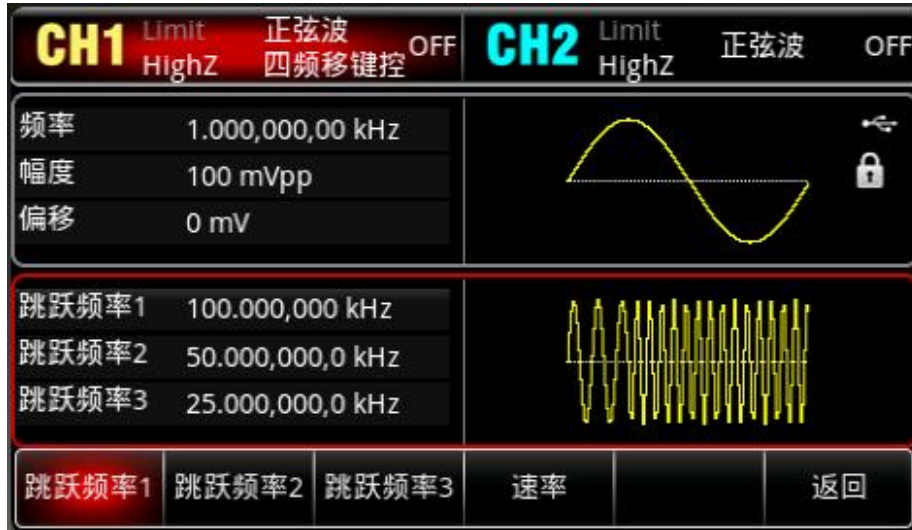 CH1 Limit HighZ 正弦波 四频移键控 OFF CH2 Limit HighZ 正弦波 OFF
频率 1.000,000,00 kHz
幅度 100 mVpp
偏移 0 mV
跳跃频率1 100.000,000 kHz
跳跃频率2 50.000,000,0 kHz
跳跃频率3 25.000,000,0 kHz
跳跃频率1 跳跃频率2 跳跃频率3 速率 返回